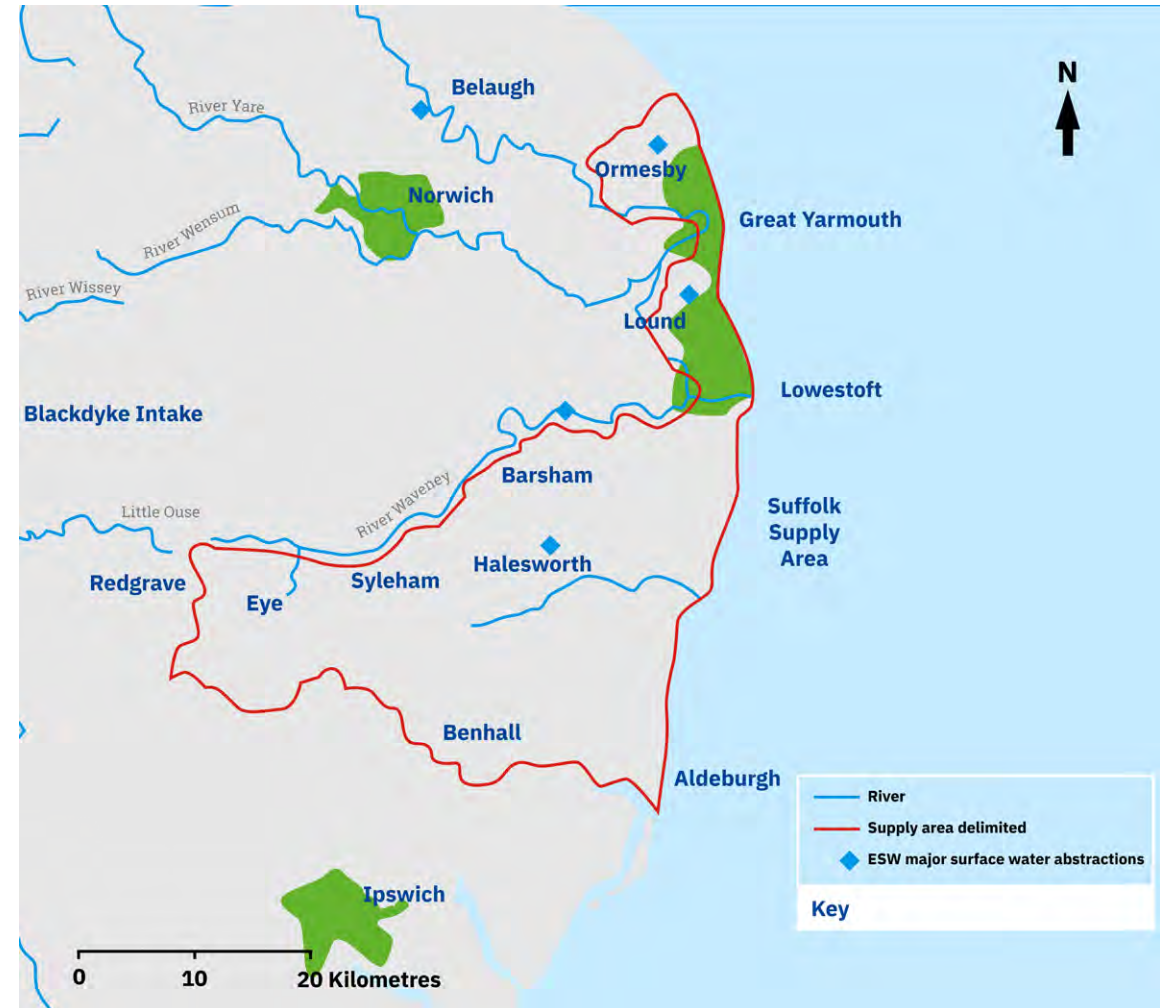 Belaugh
N
River Yare
Ormesby
Norwich
River Wensum
Great Yarmouth
River Wissey
Lound
Lowestoft
Blackdyke Intake
Barsham
River Waveney
Suffolk
Supply
Area
Little Ouse
Halesworth
Redgrave
Syleham
Eye
Benhall
Aldeburgh
River
Supply area delimited
ESW major surface water abstractions
Key
Ipswich
0 10 20 Kilometres